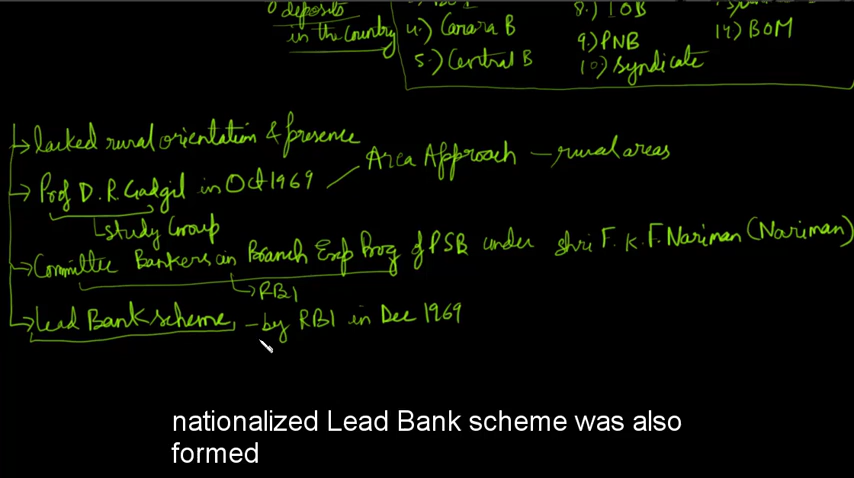 deposits
in the Country
4.) Canara B
5.) Central B
8.) IOB
9.) PNB
10.) Syndicate
14) BOM
→ lacked rural orientation & presence
→ Prof D. R. Gadgil in Oct 1969
Area Approach — rural areas
study Group
→ Committee Bankers on Branch Exp Prog of PSB under Shri F. K. F. Nariman (Nariman)
→ RBI
→ Lead Bank scheme, – by RBI in Dec 1969
nationalized Lead Bank scheme was also
formed